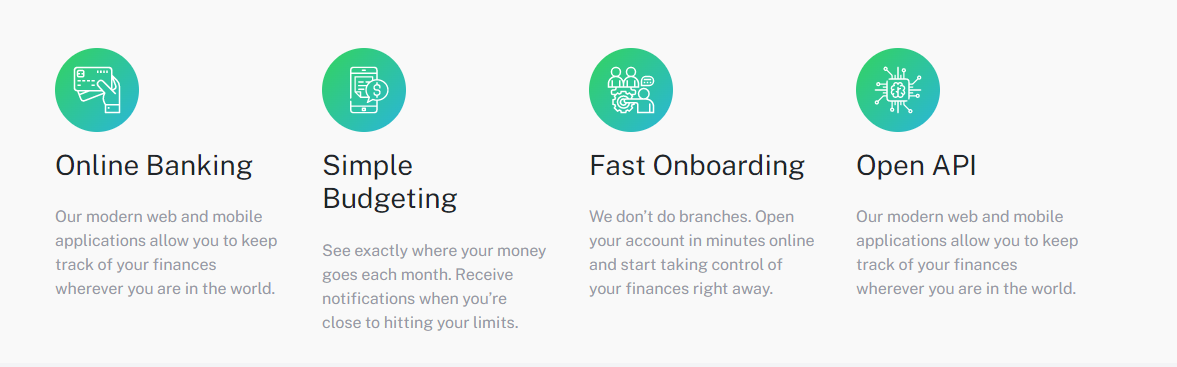 Online Banking
Our modern web and mobile
applications allow you to keep
track of your finances
wherever you are in the world.
Simple
Budgeting
See exactly where your money
goes each month. Receive
notifications when you're
close to hitting your limits.
Fast Onboarding
We don't do branches. Open
your account in minutes online
and start taking control of
your finances right away.
Open API
Our modern web and mobile
applications allow you to keep
track of your finances
wherever you are in the world.